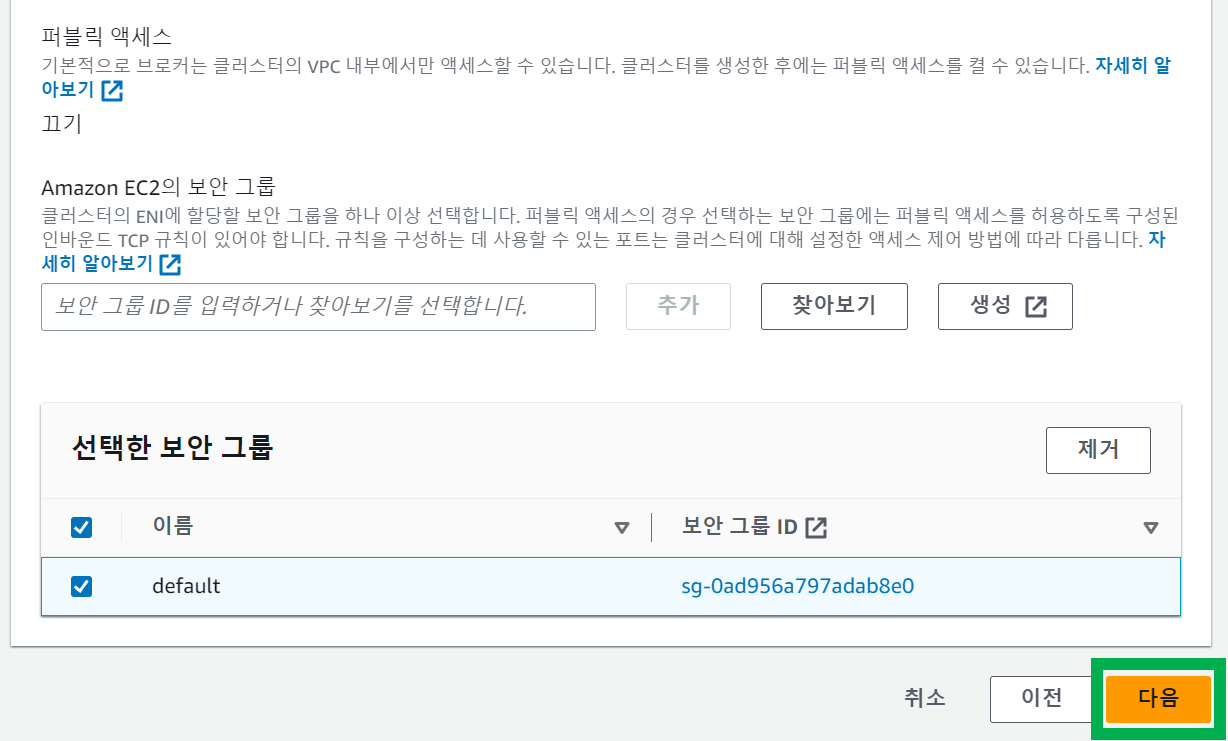 퍼블릭 액세스
기본적으로 브로커는 클러스터의 VPC 내부에서만 액세스할 수 있습니다. 클러스터를 생성한 후에는 퍼블릭 액세스를 켤 수 있습니다. 자세히 알
아보기
끄기
Amazon EC2의 보안 그룹
클러스터의 ENI에 할당할 보안 그룹을 하나 이상 선택합니다. 퍼블릭 액세스의 경우 선택하는 보안 그룹에는 퍼블릭 액세스를 허용하도록 구성된
인바운드 TCP 규칙이 있어야 합니다. 규칙을 구성하는 데 사용할 수 있는 포트는 클러스터에 대해 설정한 액세스 제어 방법에 따라 다릅니다. 자
세히 알아보기
보안 그룹 ID를 입력하거나 찾아보기를 선택합니다. 추가 찾아보기 생성
선택한 보안 그룹 제거
이름 보안 그룹 ID
default sg-0ad956a797adab8e0
취소 이전 다음